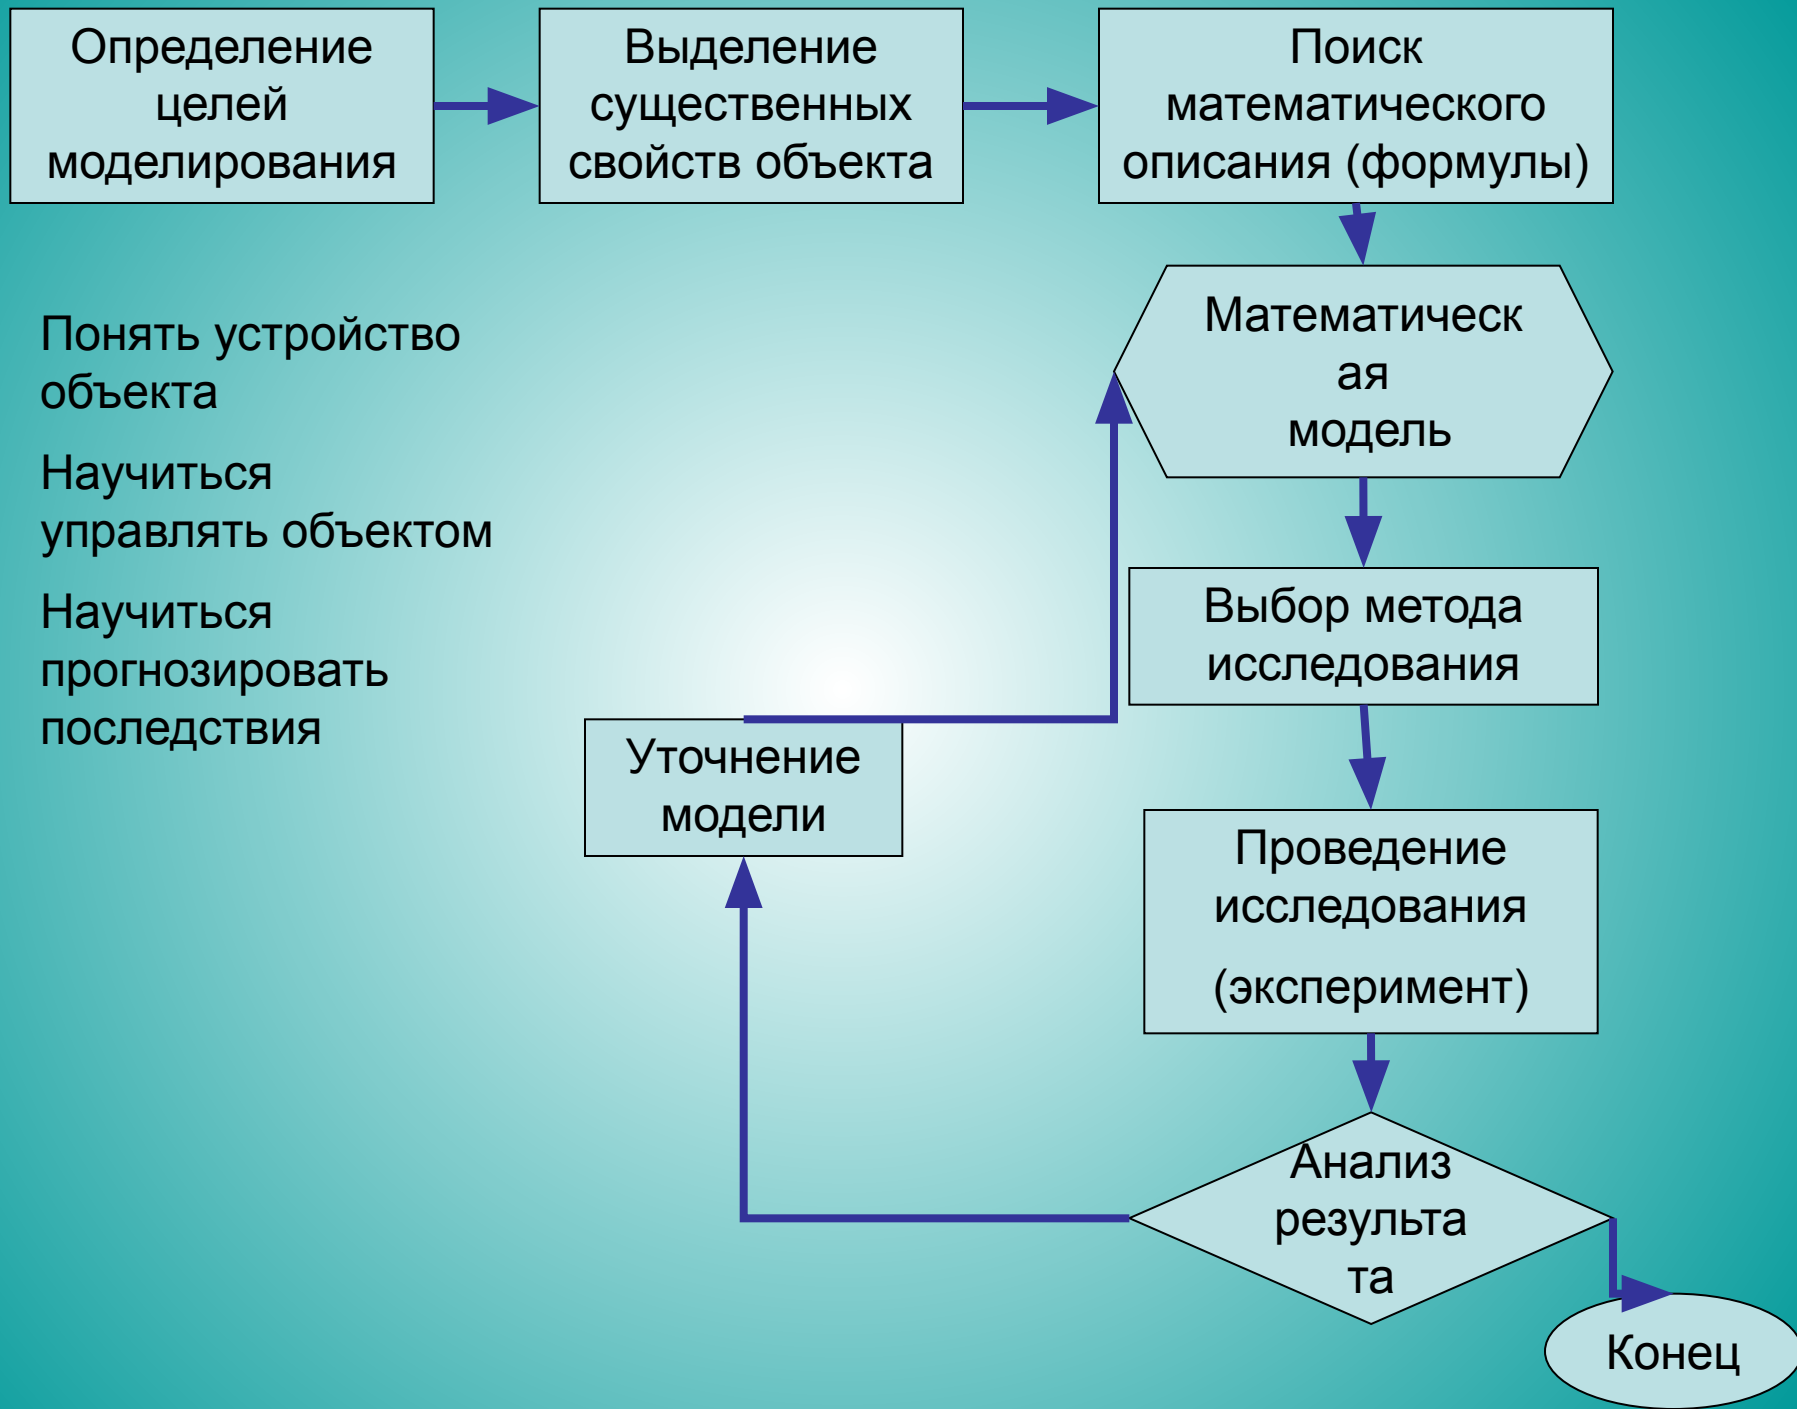 Определение
целей
моделирования
Выделение
существенных
свойств объекта
Поиск
математического
описания (формулы)
Понять устройство
объекта
Научиться
управлять объектом
Научиться
прогнозировать
последствия
Математическ
ая
модель
Выбор метода
исследования
Уточнение
модели
Проведение
исследования
(эксперимент)
Анализ
результа
та
Конец